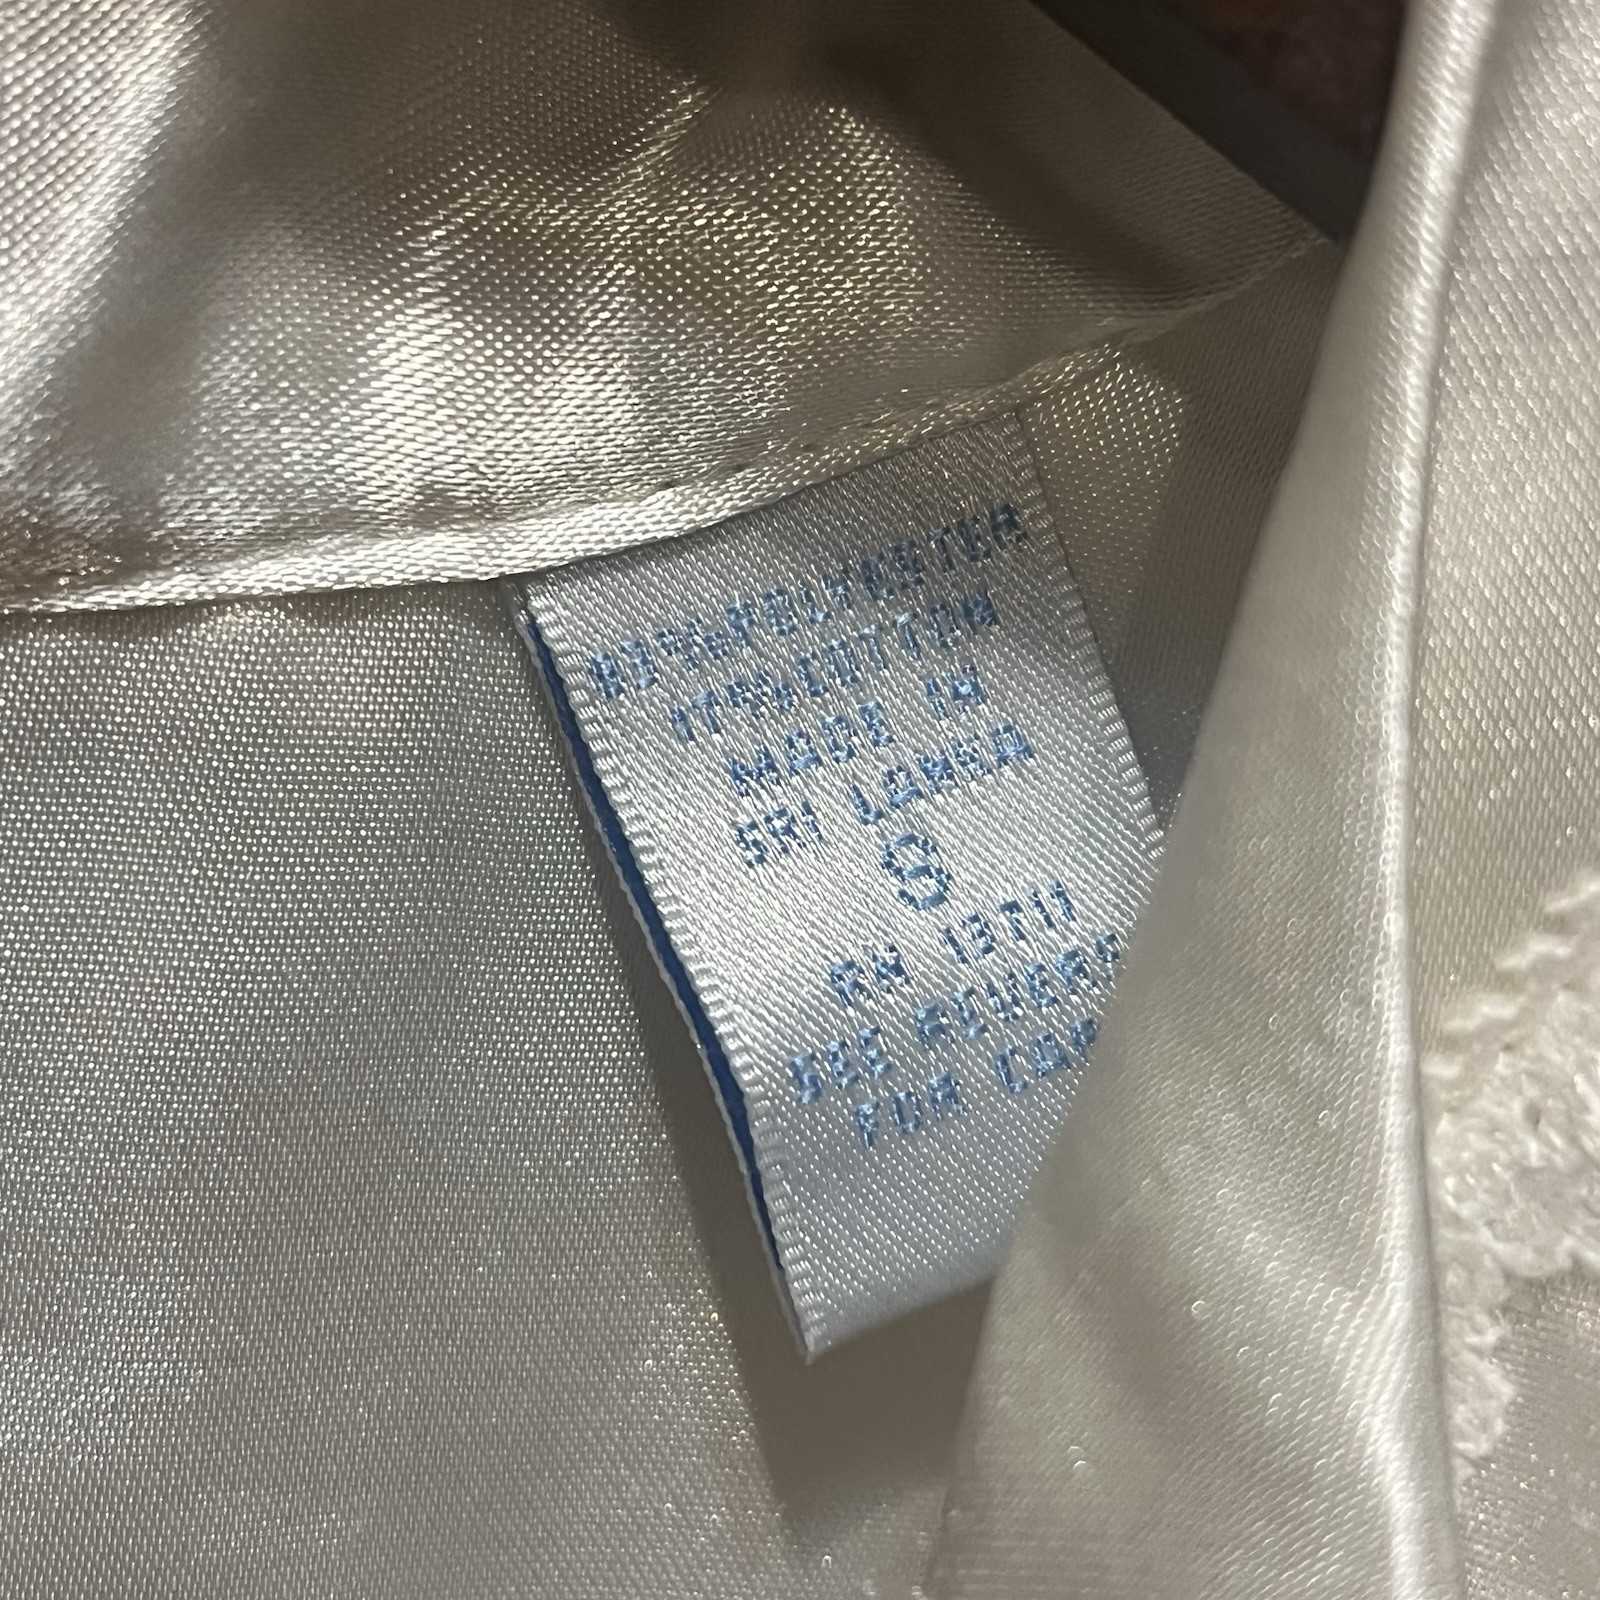 83% POLYESTER
17% COTTON
MADE IN
SRI LANKA
S
RN 13711
SEE REVERS
FOR CAR